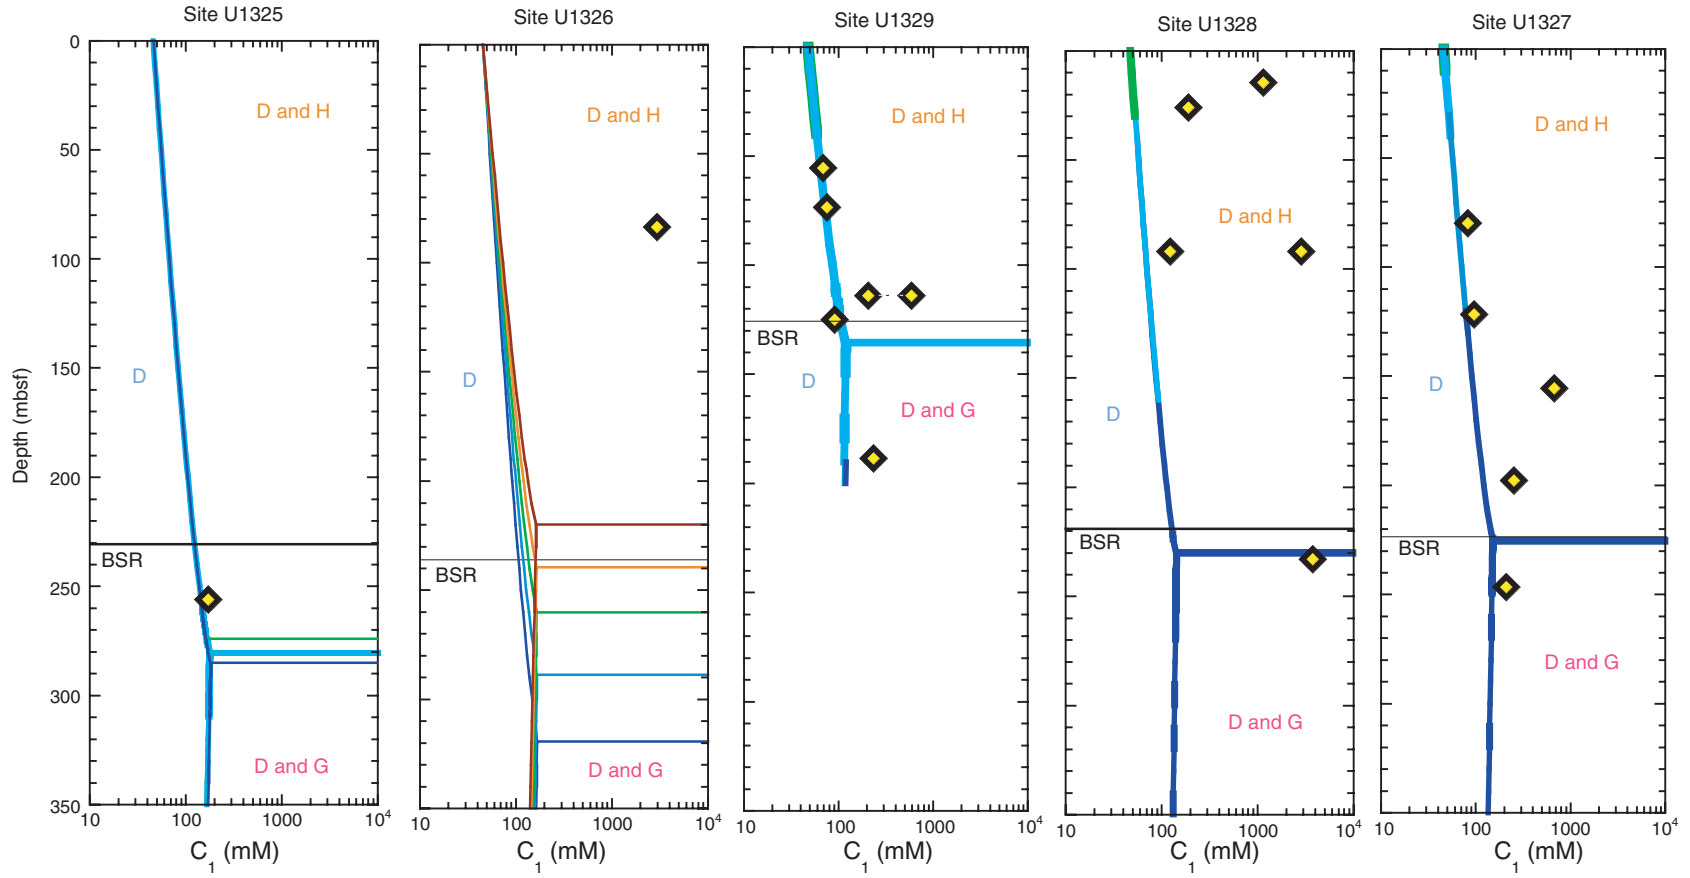 Site U1325
Site U1326
Site U1329
Site U1328
Site U1327
Depth (mbsf)
0
50
100
150
200
250
300
350
D and H
D
BSR
D and G
10 100 1000 10⁴
C₁ (mM)
D and H
D
BSR
D and G
10 100 1000 10⁴
C₁ (mM)
D and H
BSR
D
D and G
10 100 1000 10⁴
C₁ (mM)
D and H
D
BSR
D and G
10 100 1000 10⁴
C₁ (mM)
D and H
D
BSR
D and G
10 100 1000 10⁴
C₁ (mM)